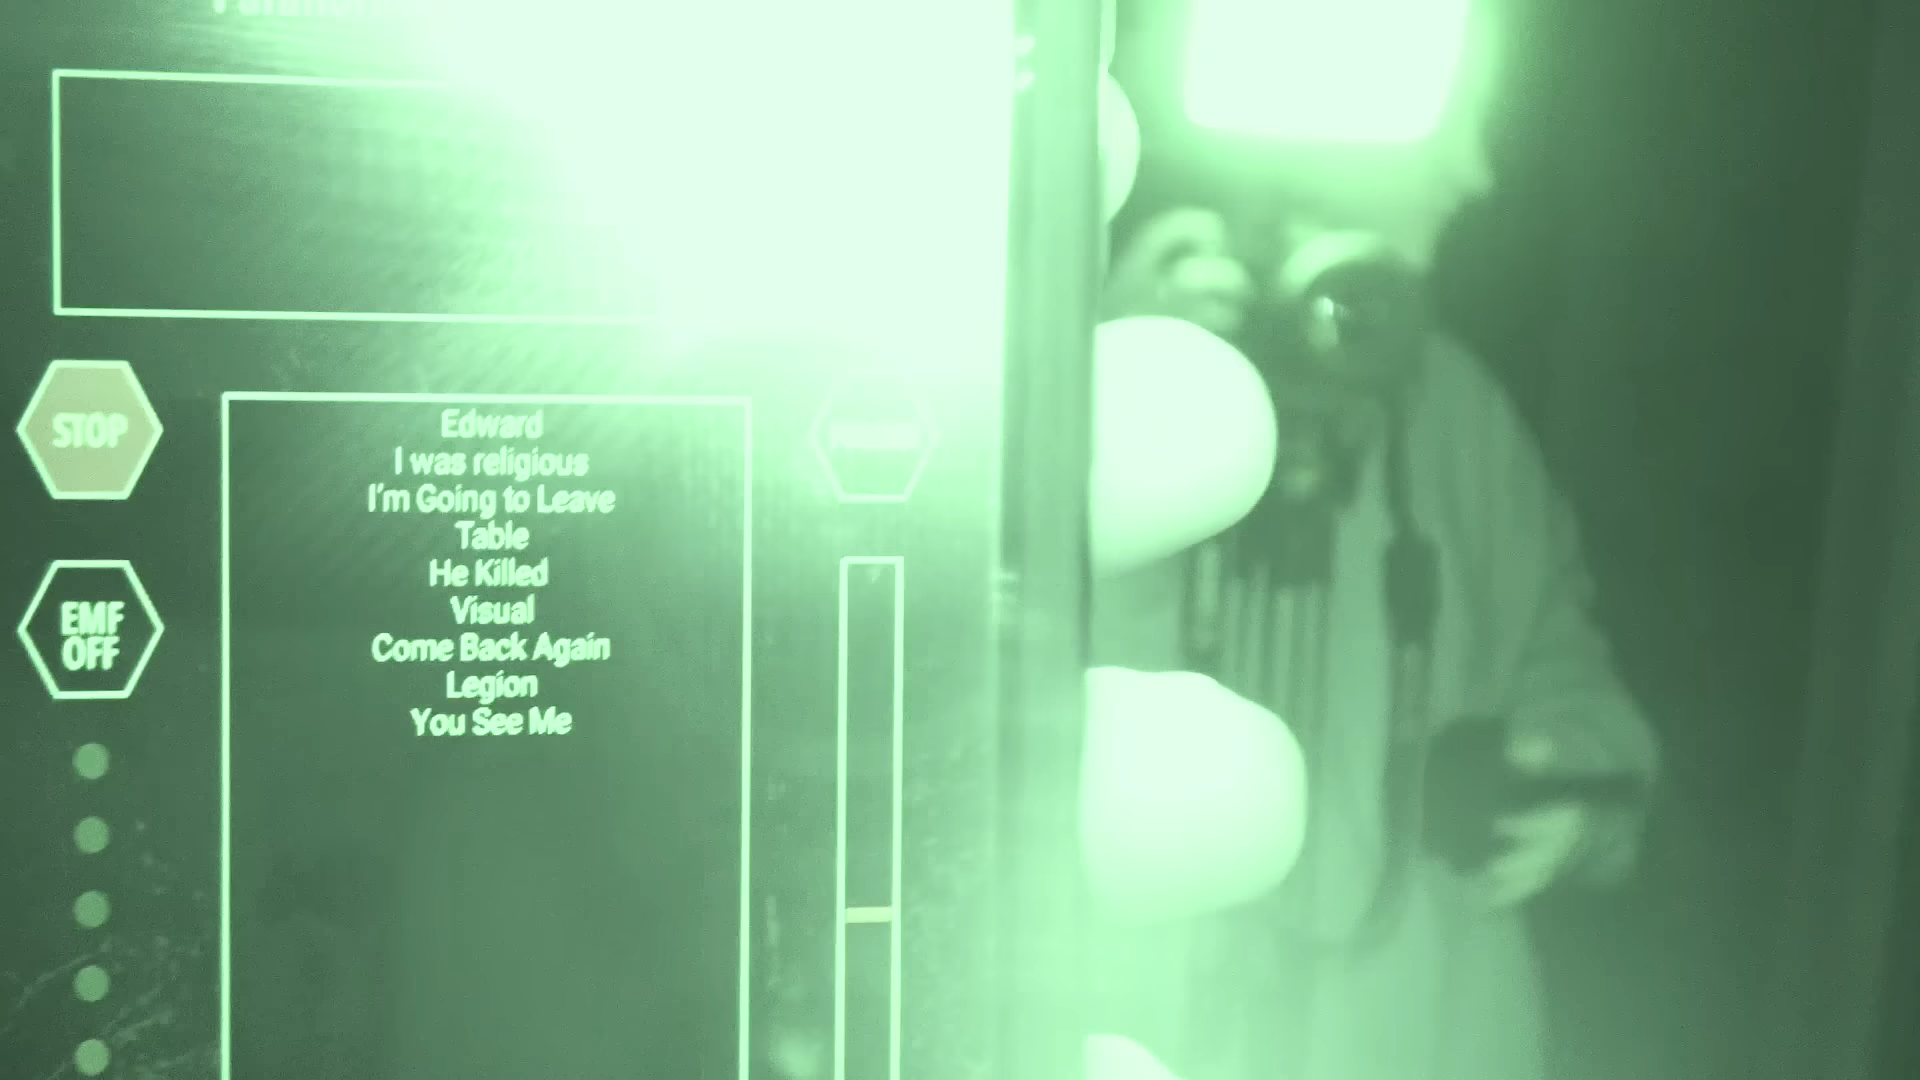 STOP
EMF
OFF
Edward
I was religious
I'm Going to Leave
Table
He Killed
Visual
Come Back Again
Legion
You See Me